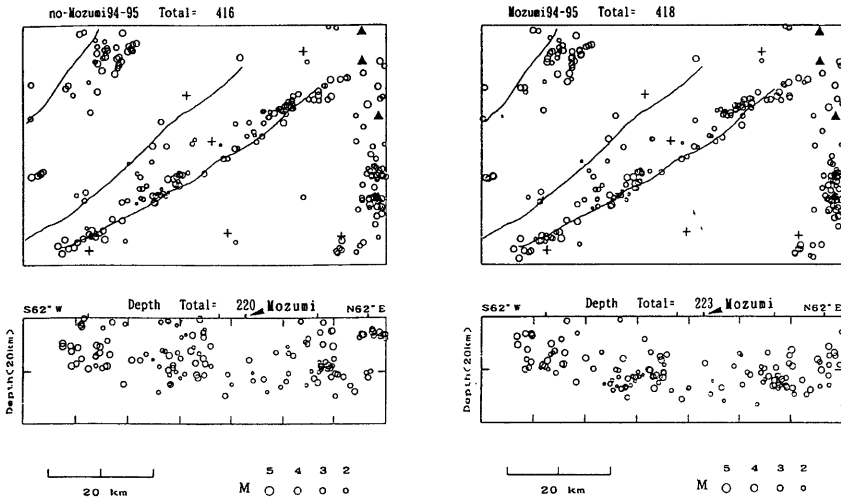 no-Mozumi94-95 Total= 416
S62°W Depth Total= 220 Mozumi N62°E
Depth(20km)
20 km
M 5 4 3 2
Mozumi94-95 Total= 418
S62°W Depth Total= 223 Mozumi N62°E
Depth(20km)
20 km
M 5 4 3 2